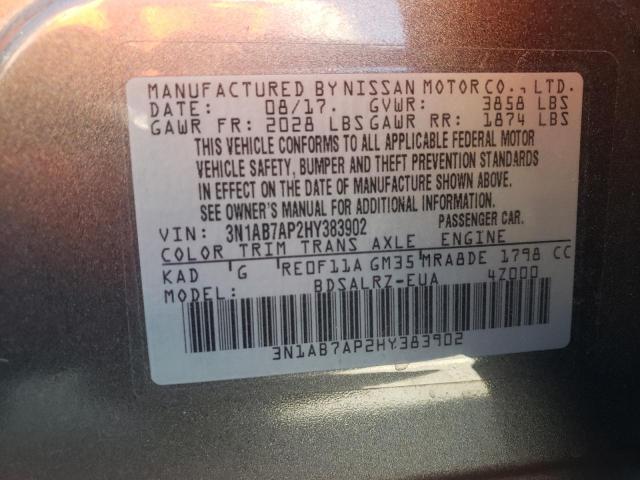 MANUFACTURED BY NISSAN MOTOR CO., LTD.
DATE: 08/17. GVWR: 3858 LBS
GAWR FR: 2028 LBS GAWR RR: 1874 LBS
THIS VEHICLE CONFORMS TO ALL APPLICABLE FEDERAL MOTOR
VEHICLE SAFETY, BUMPER AND THEFT PREVENTION STANDARDS
IN EFFECT ON THE DATE OF MANUFACTURE SHOWN ABOVE.
SEE OWNER'S MANUAL FOR ADDITIONAL INFORMATION.
VIN: 3N1AB7AP2HY383902 PASSENGER CAR.
COLOR TRIM TRANS AXLE ENGINE
KAD G RE0F11A GM35 MRA8DE 1798 CC
MODEL: BDSALRZ-EUA 4Z000
3N1AB7AP2HY383902